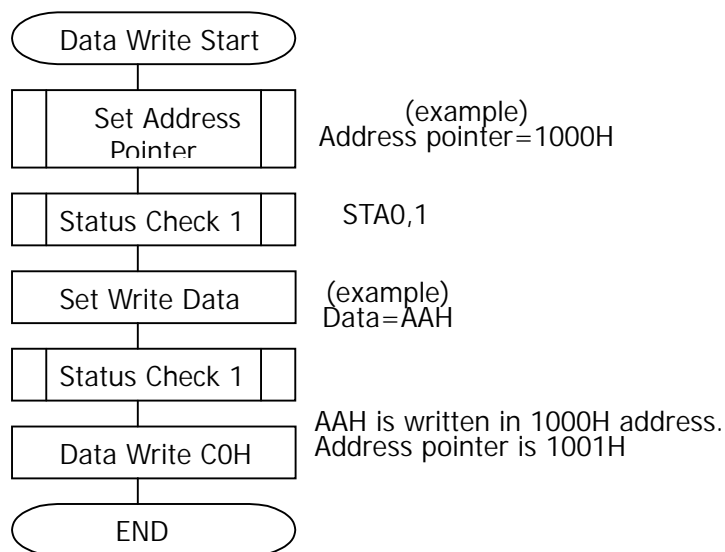 Data Write Start
Set Address
Pointer
(example)
Address pointer=1000H
Status Check 1
STA0,1
Set Write Data
(example)
Data=AAH
Status Check 1
AAH is written in 1000H address.
Address pointer is 1001H
Data Write C0H
END